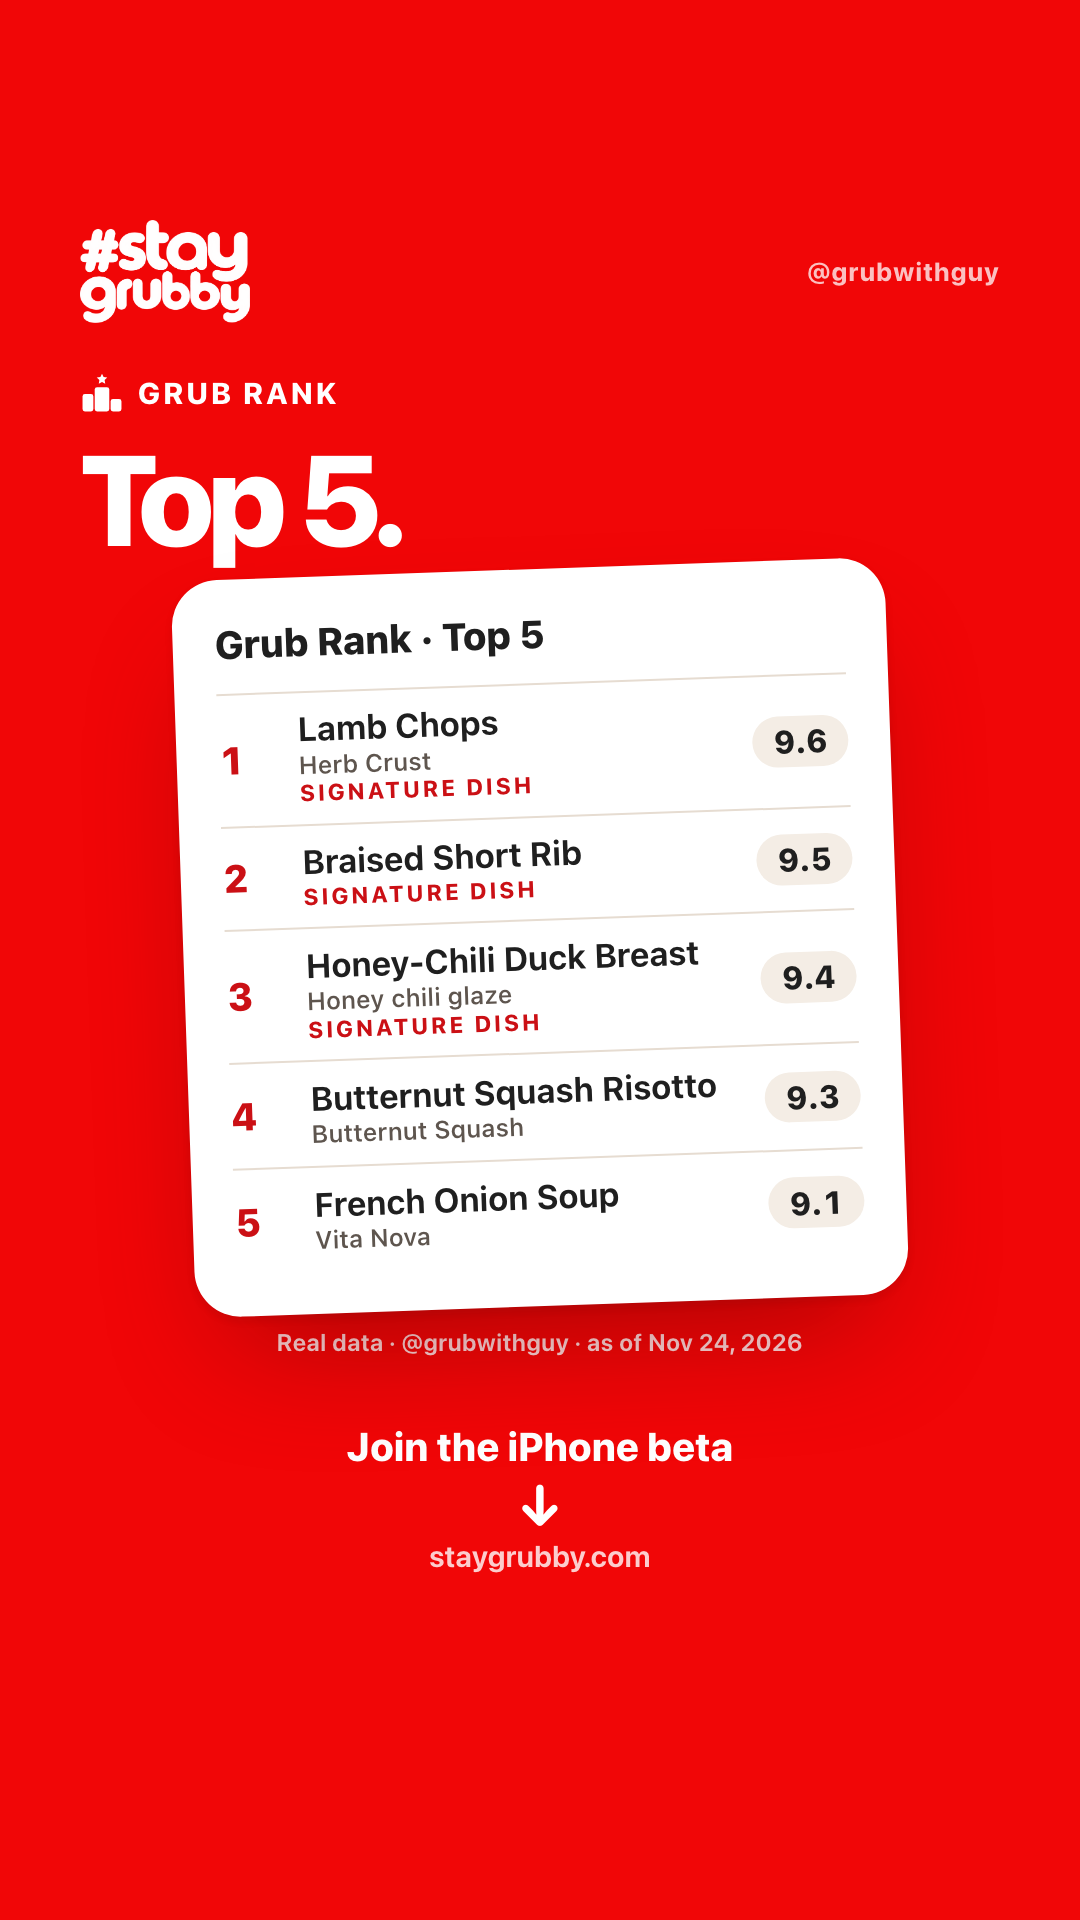 #stay
grubby
@grubwithguy
GRUB RANK
Top 5.
Grub Rank · Top 5
1
Lamb Chops
Herb Crust
SIGNATURE DISH
9.6
2
Braised Short Rib
SIGNATURE DISH
9.5
3
Honey-Chili Duck Breast
Honey chili glaze
SIGNATURE DISH
9.4
4
Butternut Squash Risotto
Butternut Squash
9.3
5
French Onion Soup
Vita Nova
9.1
Real data · @grubwithguy · as of Nov 24, 2026
Join the iPhone beta
staygrubby.com